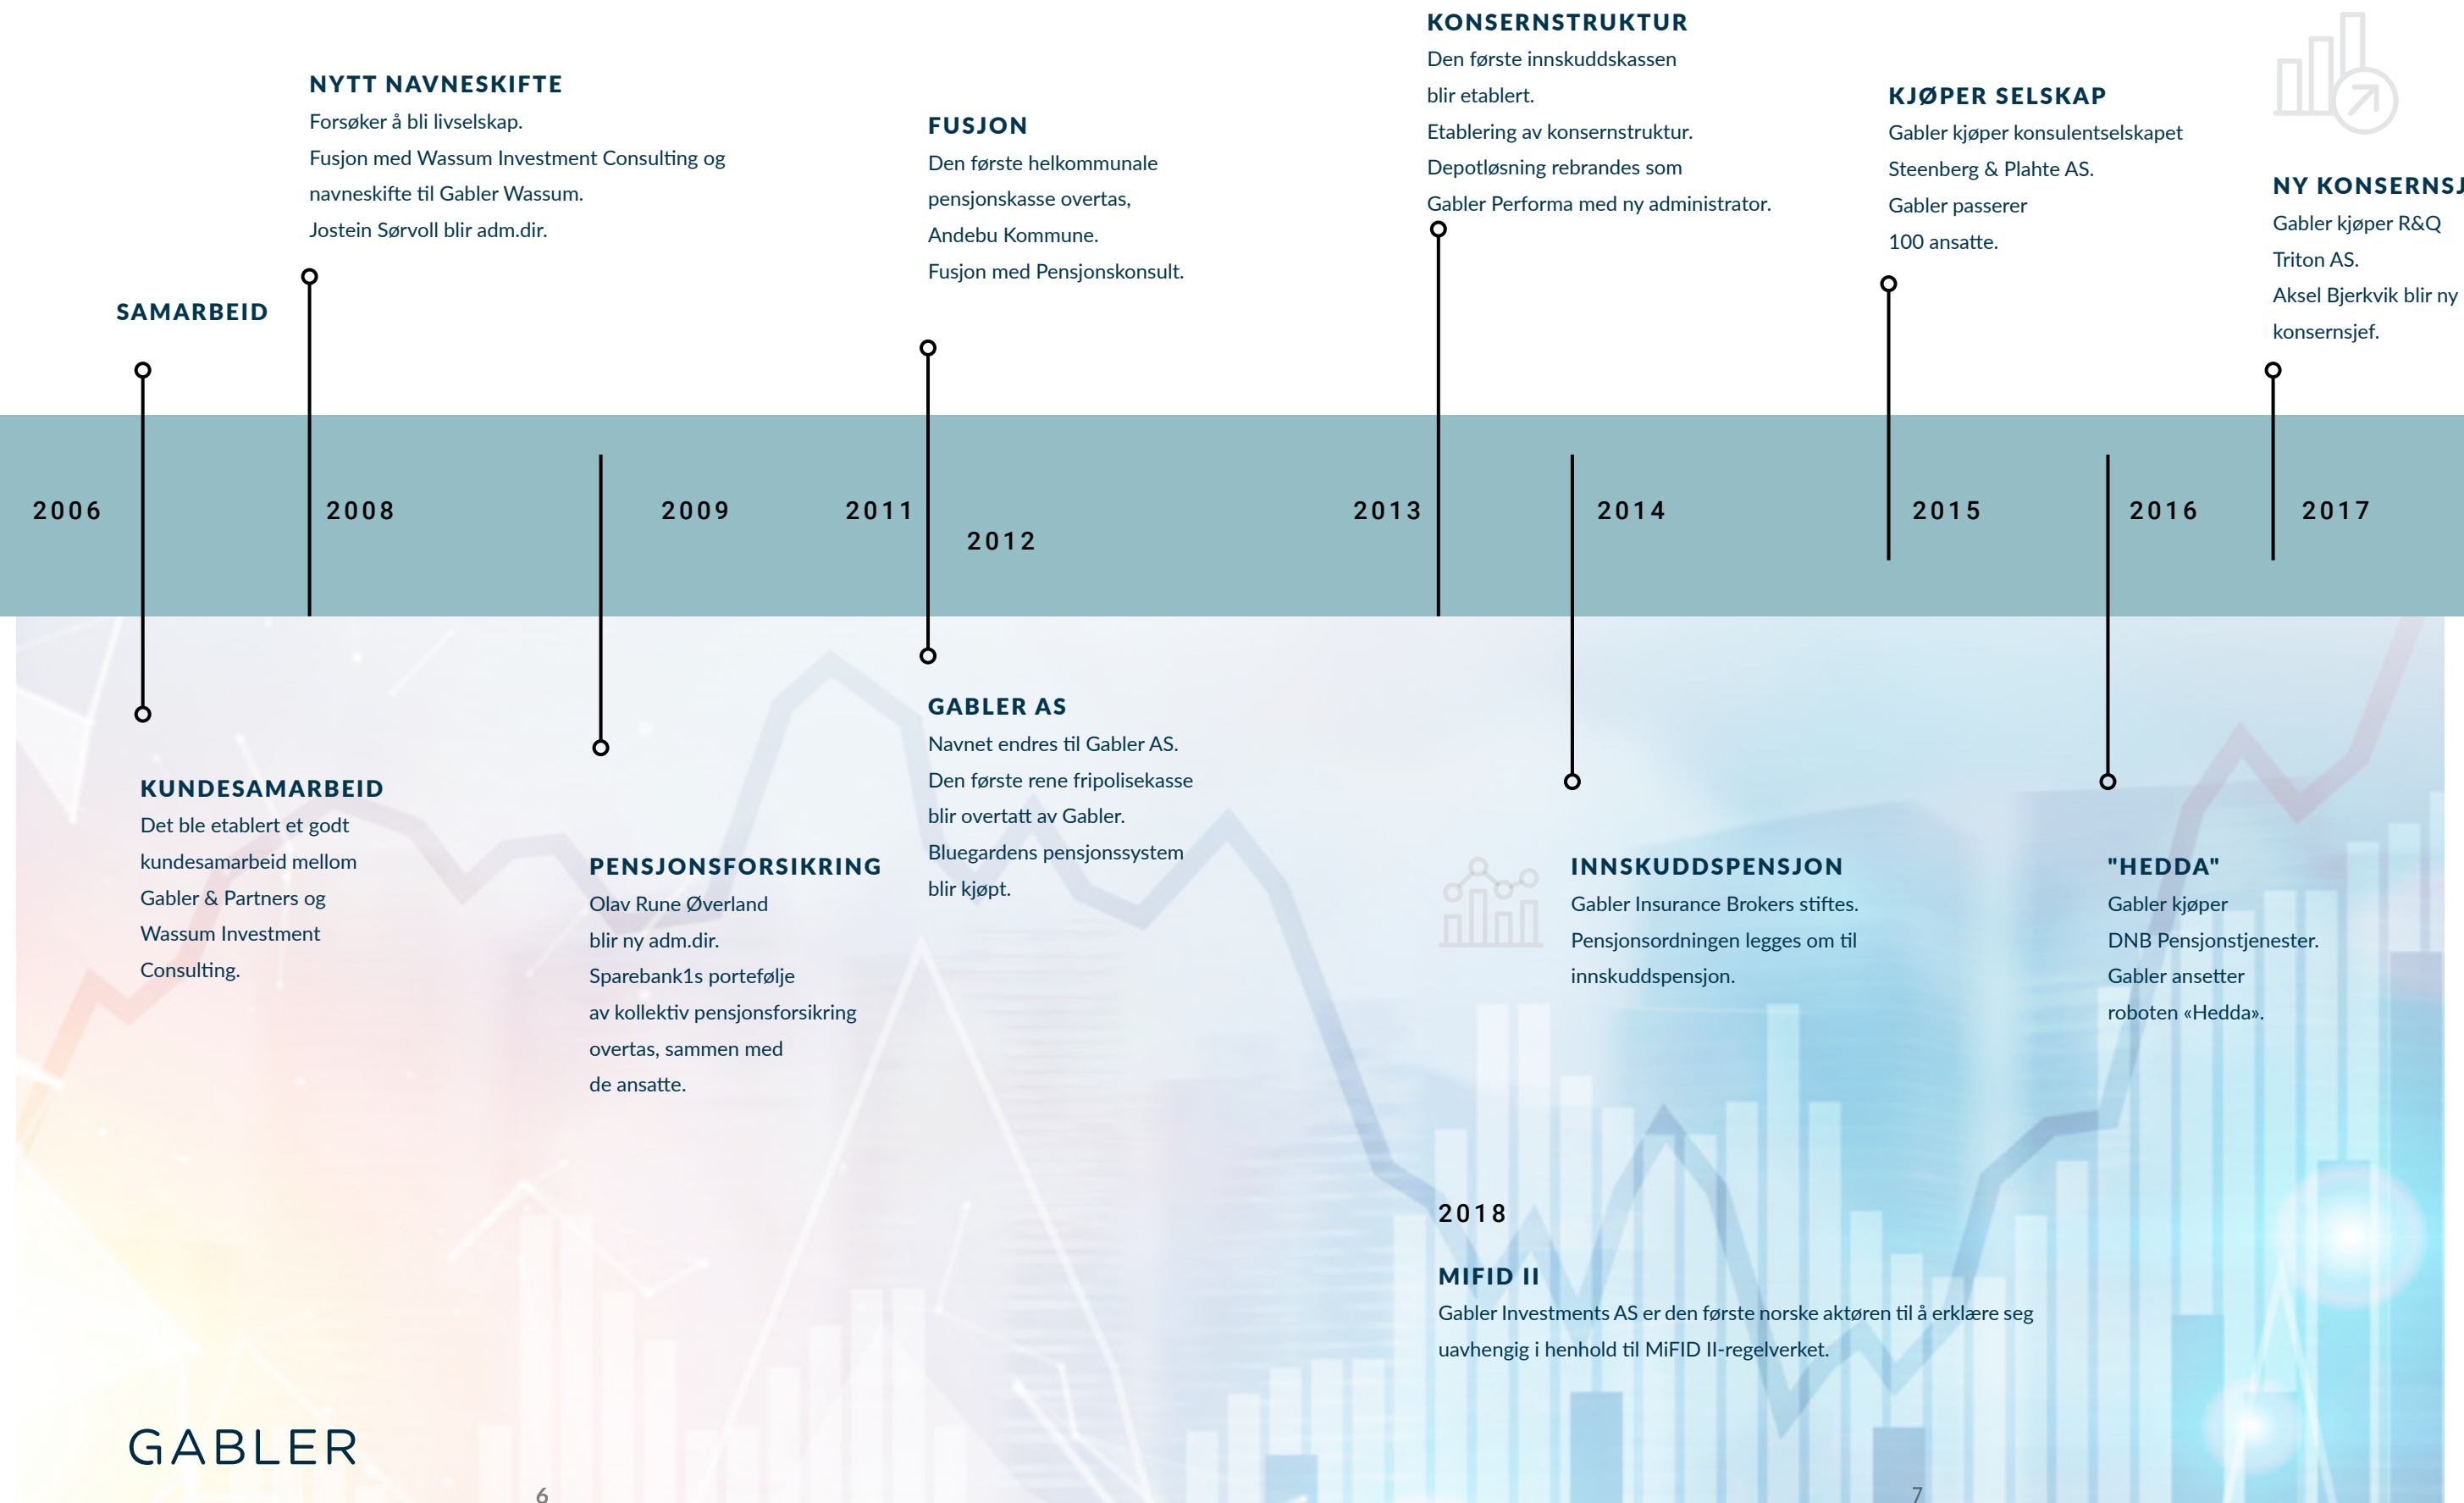 KONSERNSTRUKTUR
Den første innskuddskassen
blir etablert.
Etablering av konsernstruktur.
Depotløsning rebrandes som
Gabler Performa med ny administrator.
NYTT NAVNESKIFTE
Forsøker å bli livselskap.
Fusjon med Wassum Investment Consulting og
navneskifte til Gabler Wassum.
Jostein Sørvoll blir adm.dir.
KJØPER SELSKAP
Gabler kjøper konsulentselskapet
Steenberg & Plahte AS.
Gabler passerer
100 ansatte.
FUSJON
Den første helkommunale
pensjonskasse overtas,
Andebu Kommune.
Fusjon med Pensjonskonsult.
NY KONSERNSJ
Gabler kjøper R&Q
Triton AS.
Aksel Bjerkvik blir ny
konsernsjef.
SAMARBEID
2006
2008
2009
2011
2012
2013
2014
2015
2016
2017
KUNDESAMARBEID
Det ble etablert et godt
kundesamarbeid mellom
Gabler & Partners og
Wassum Investment
Consulting.
PENSJONSFORSIKRING
Olav Rune Øverland
blir ny adm.dir.
Sparebank1s portefølje
av kollektiv pensjonsforsikring
overtas, sammen med
de ansatte.
GABLER AS
Navnet endres til Gabler AS.
Den første rene fripolisekasse
blir overtatt av Gabler.
Bluegardens pensjonssystem
blir kjøpt.
INNSKUDDSPENSJON
Gabler Insurance Brokers stiftes.
Pensjonsordningen legges om til
innskuddspensjon.
"HEDDA"
Gabler kjøper
DNB Pensjonstjenester.
Gabler ansetter
roboten «Hedda».
2018
MIFID II
Gabler Investments AS er den første norske aktøren til å erklære seg
uavhengig i henhold til MiFID II-regelverket.
GABLER
6
7